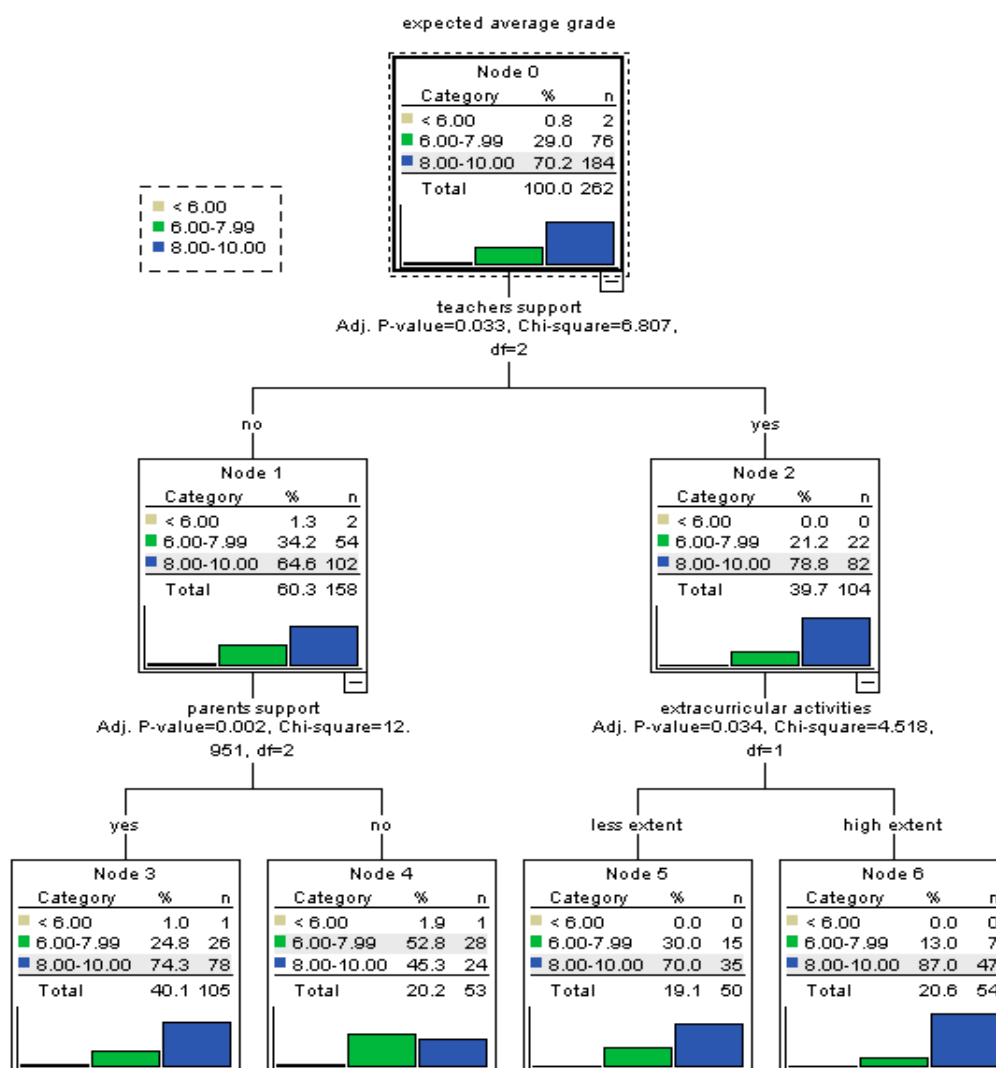 expected average grade
Node 0
Category % n
< 6.00 0.8 2
6.00-7.99 29.0 76
8.00-10.00 70.2 184
Total 100.0 262
< 6.00
6.00-7.99
8.00-10.00
teachers support
Adj. P-value=0.033, Chi-square=6.807,
df=2
no
yes
Node 1
Category % n
< 6.00 1.3 2
6.00-7.99 34.2 54
8.00-10.00 64.6 102
Total 60.3 158
Node 2
Category % n
< 6.00 0.0 0
6.00-7.99 21.2 22
8.00-10.00 78.8 82
Total 39.7 104
parents support
Adj. P-value=0.002, Chi-square=12.
951, df=2
extracurricular activities
Adj. P-value=0.034, Chi-square=4.518,
df=1
yes
no
less extent
high extent
Node 3
Category % n
< 6.00 1.0 1
6.00-7.99 24.8 26
8.00-10.00 74.3 78
Total 40.1 105
Node 4
Category % n
< 6.00 1.9 1
6.00-7.99 52.8 28
8.00-10.00 45.3 24
Total 20.2 53
Node 5
Category % n
< 6.00 0.0 0
6.00-7.99 30.0 15
8.00-10.00 70.0 35
Total 19.1 50
Node 6
Category % n
< 6.00 0.0 0
6.00-7.99 13.0 7
8.00-10.00 87.0 47
Total 20.6 54